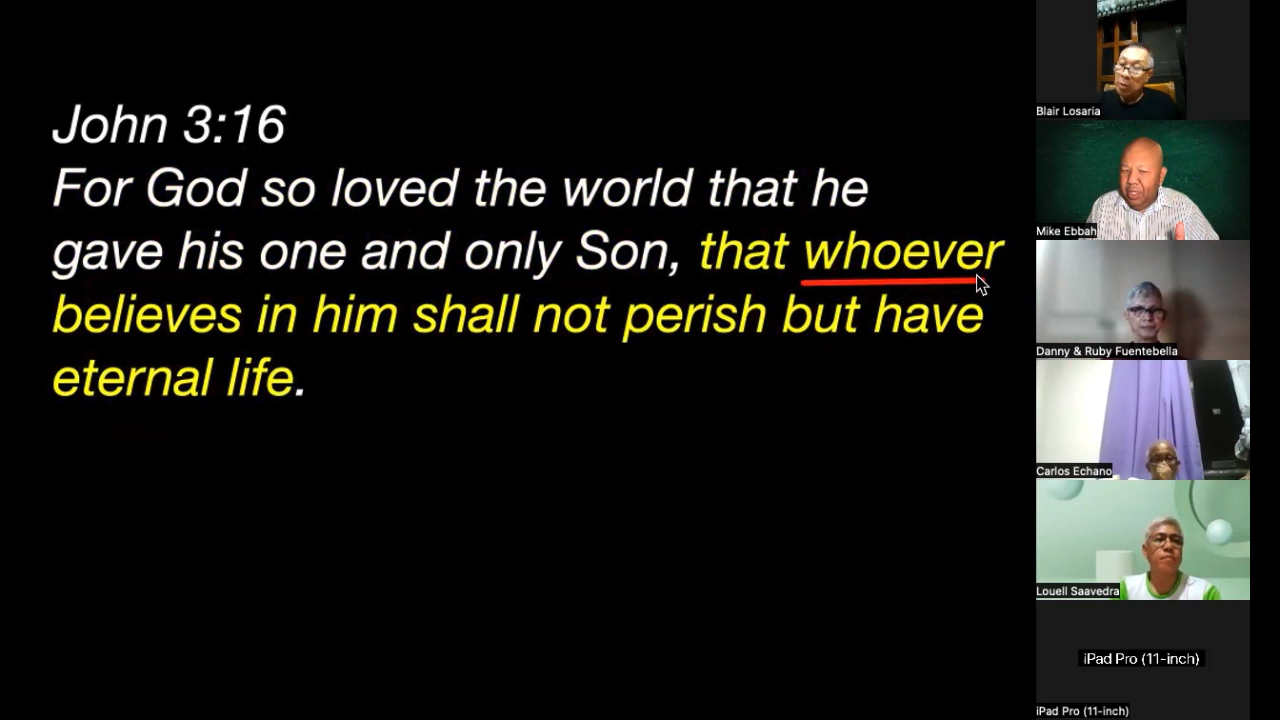 John 3:16
For God so loved the world that he
gave his one and only Son, that whoever
believes in him shall not perish but have
eternal life.
Blair Losaria
Mike Ebbah
Danny & Ruby Fuentebella
Carlos Echano
Louell Saavedra
iPad Pro (11-inch)
iPad Pro (11-inch)